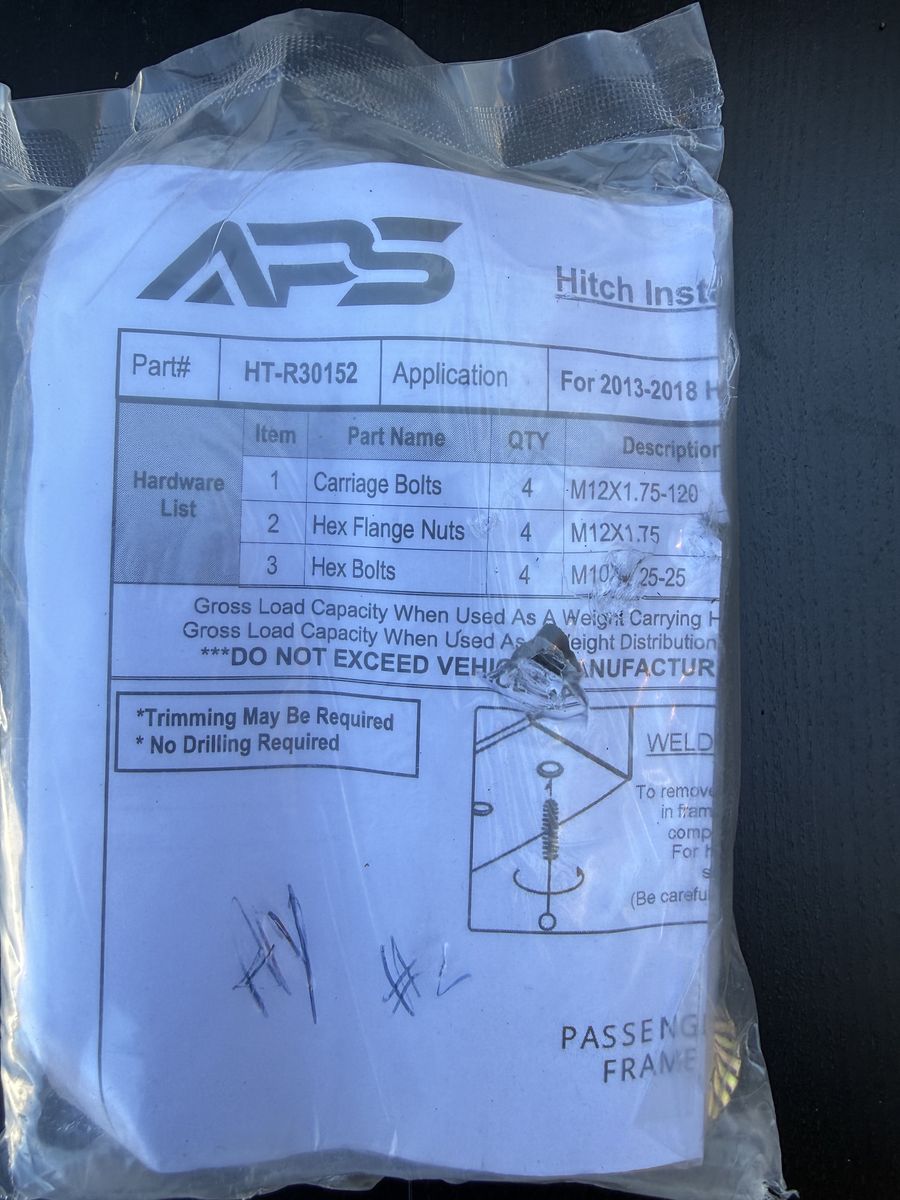 APS
Hitch Inst
Part# HT-R30152 Application For 2013-2018 H
Item Part Name QTY Description
Hardware List
1 Carriage Bolts 4 M12X1.75-120
2 Hex Flange Nuts 4 M12X1.75
3 Hex Bolts 4 M10X 25-25
Gross Load Capacity When Used As A Weight Carrying H
Gross Load Capacity When Used As eight Distribution
***DO NOT EXCEED VEHIC ANUFACTUR
*Trimming May Be Required
* No Drilling Required
WELD
To remove
in fram
comp
For h
s
(Be careful
HY #2
PASSENG
FRAME